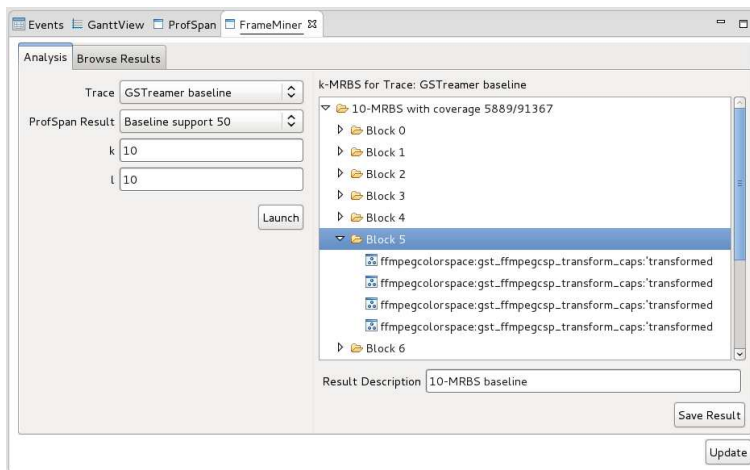 Events GanttView ProfSpan FrameMiner
Analysis Browse Results
Trace GSTreamer baseline
ProfSpan Result Baseline support 50
k 10
l 10
Launch
k-MRBS for Trace: GSTreamer baseline
10-MRBS with coverage 5889/91367
Block 0
Block 1
Block 2
Block 3
Block 4
Block 5
ffmpegcolorspace:gst_ffmpegcsp_transform_caps:'transformed
ffmpegcolorspace:gst_ffmpegcsp_transform_caps:'transformed
ffmpegcolorspace:gst_ffmpegcsp_transform_caps:'transformed
ffmpegcolorspace:gst_ffmpegcsp_transform_caps:'transformed
Block 6
Result Description 10-MRBS baseline
Save Result
Update